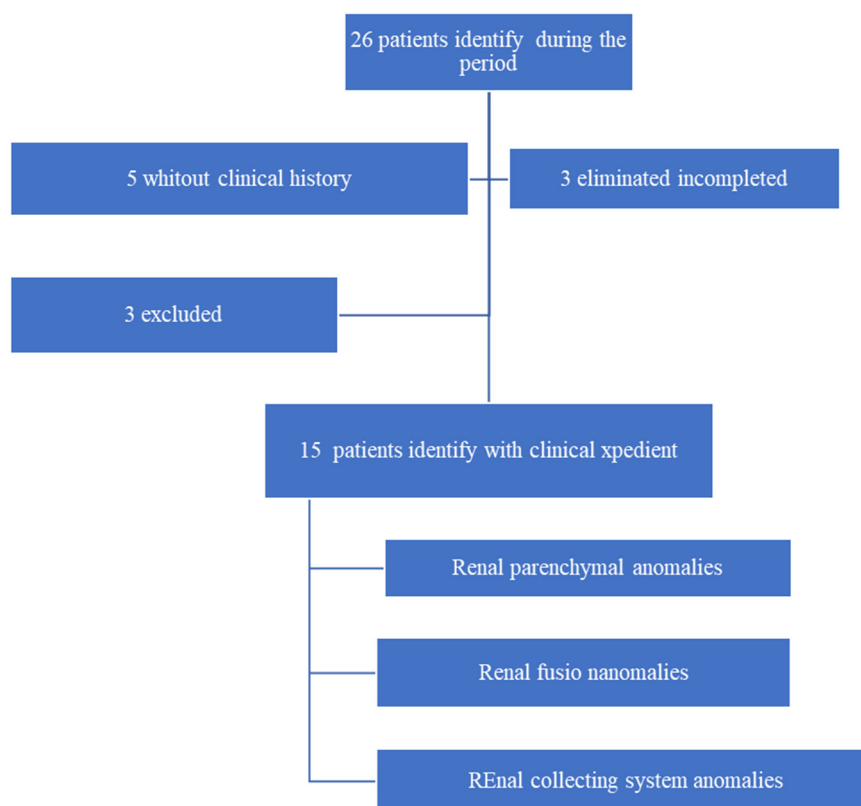 26 patients identify during the
period
5 whitout clinical history
3 eliminated incompleted
3 excluded
15 patients identify with clinical xpedient
Renal parenchymal anomalies
Renal fusio nanomalies
REnal collecting system anomalies